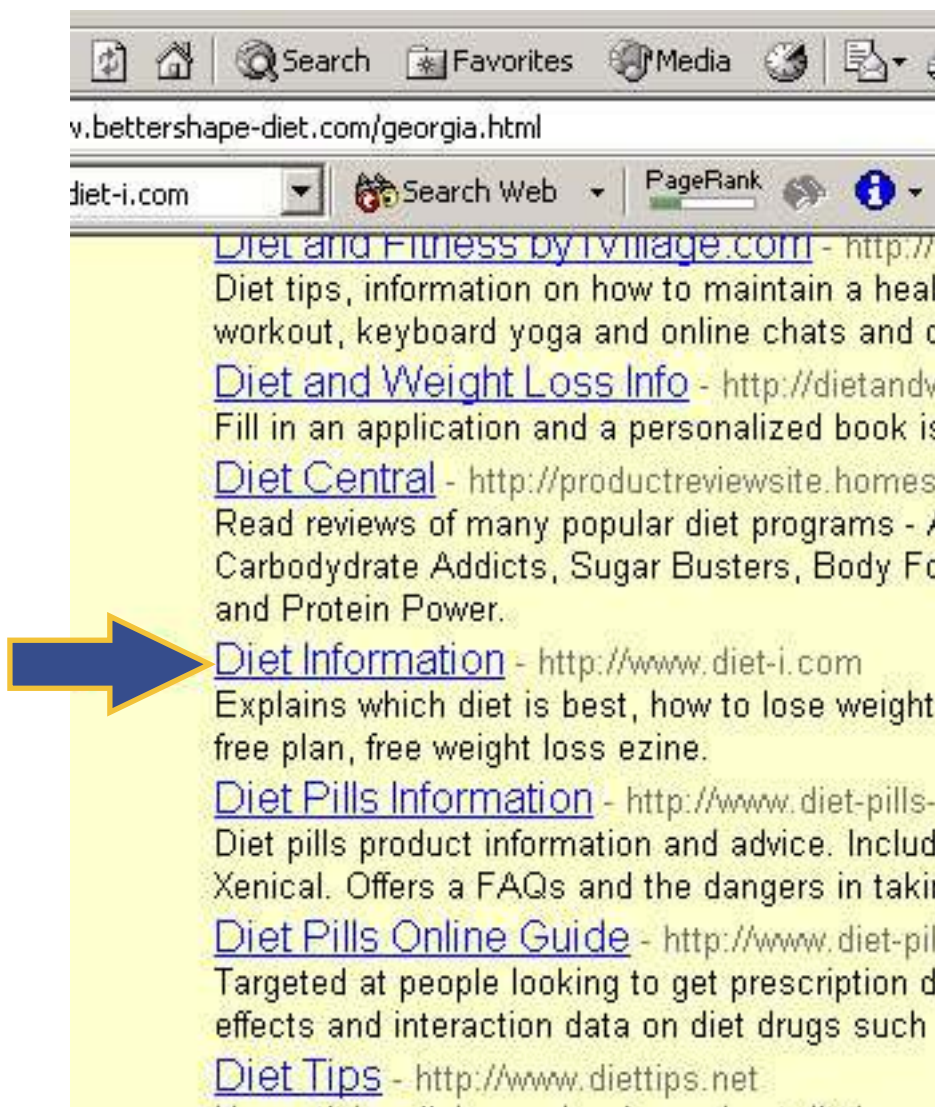 Search Favorites Media
v.bettershape-diet.com/georgia.html
diet-i.com Search Web PageRank
Diet and Fitness by iVillage.com - http://
Diet tips, information on how to maintain a heal
workout, keyboard yoga and online chats and
Diet and Weight Loss Info - http://dietandv
Fill in an application and a personalized book is
Diet Central - http://productreviewsite.homes
Read reviews of many popular diet programs - A
Carbodydrate Addicts, Sugar Busters, Body Fo
and Protein Power.
Diet Information - http://www.diet-i.com
Explains which diet is best, how to lose weight
free plan, free weight loss ezine.
Diet Pills Information - http://www.diet-pills-
Diet pills product information and advice. Includ
Xenical. Offers a FAQs and the dangers in takin
Diet Pills Online Guide - http://www.diet-pil
Targeted at people looking to get prescription d
effects and interaction data on diet drugs such
Diet Tips - http://www.diettips.net